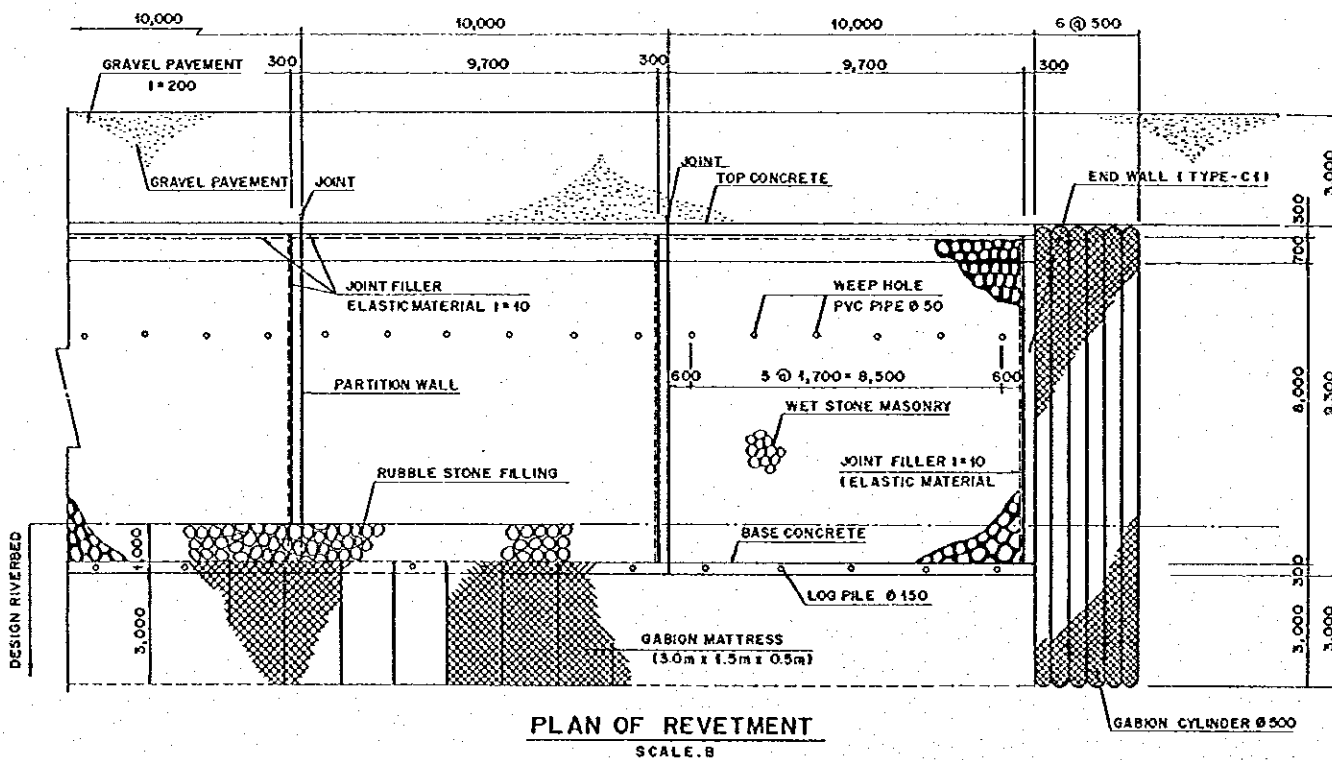 10,000
10,000
10,000
6 @ 500
GRAVEL PAVEMENT
t=200
300
9,700
300
9,700
300
GRAVEL PAVEMENT
JOINT
JOINT
TOP CONCRETE
END WALL (TYPE-C1)
3,000
300
700
JOINT FILLER
ELASTIC MATERIAL t=10
WEEP HOLE
PVC PIPE Ø 50
PARTITION WALL
600
5 @ 1,700 = 8,500
600
8,000
9,300
WET STONE MASONRY
JOINT FILLER t=10
(ELASTIC MATERIAL
RUBBLE STONE FILLING
BASE CONCRETE
DESIGN RIVERBED
1,000
300
LOG PILE Ø 150
3,000
GABION MATTRESS
(3.0m x 1.5m x 0.5m)
3,000
3,000
PLAN OF REVETMENT
SCALE.B
GABION CYLINDER Ø 500